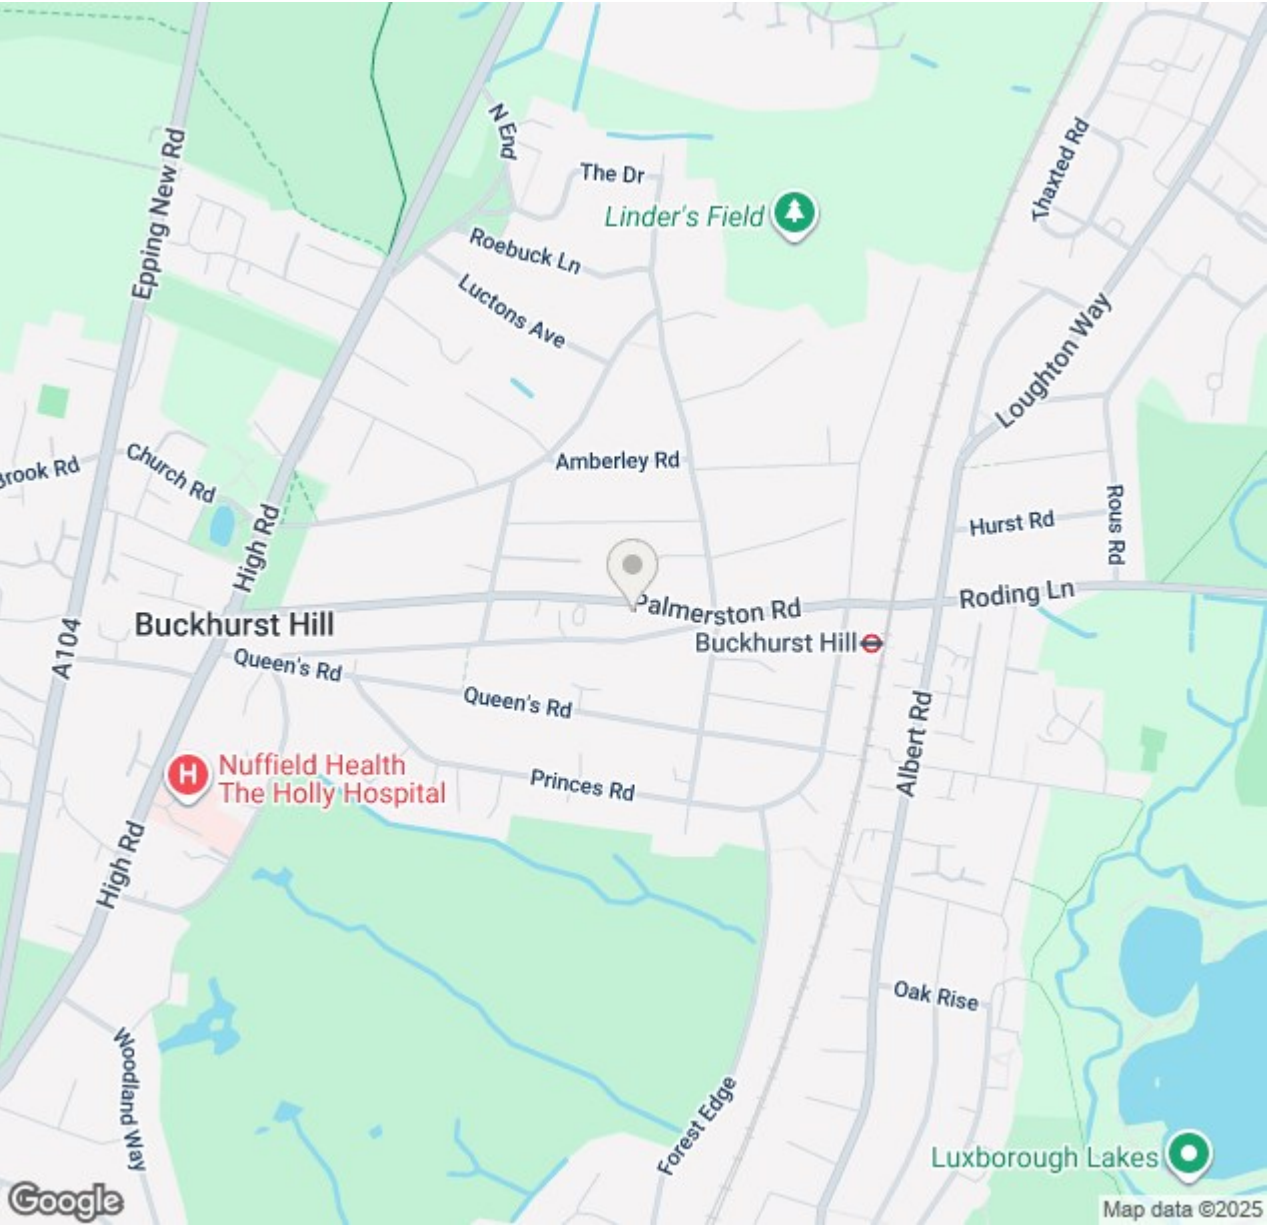 Epping New Rd
N End
The Dr
Linder's Field
Thaxted Rd
Roebuck Ln
Luctons Ave
Loughton Way
Church Rd
Brook Rd
Amberley Rd
High Rd
Hurst Rd
Rous Rd
Roding Ln
Palmerston Rd
Buckhurst Hill
Buckhurst Hill
A104
Queen's Rd
Queen's Rd
Albert Rd
Nuffield Health
The Holly Hospital
Princes Rd
High Rd
Oak Rise
Woodland Way
Forest Edge
Luxborough Lakes
Google
Map data ©2025